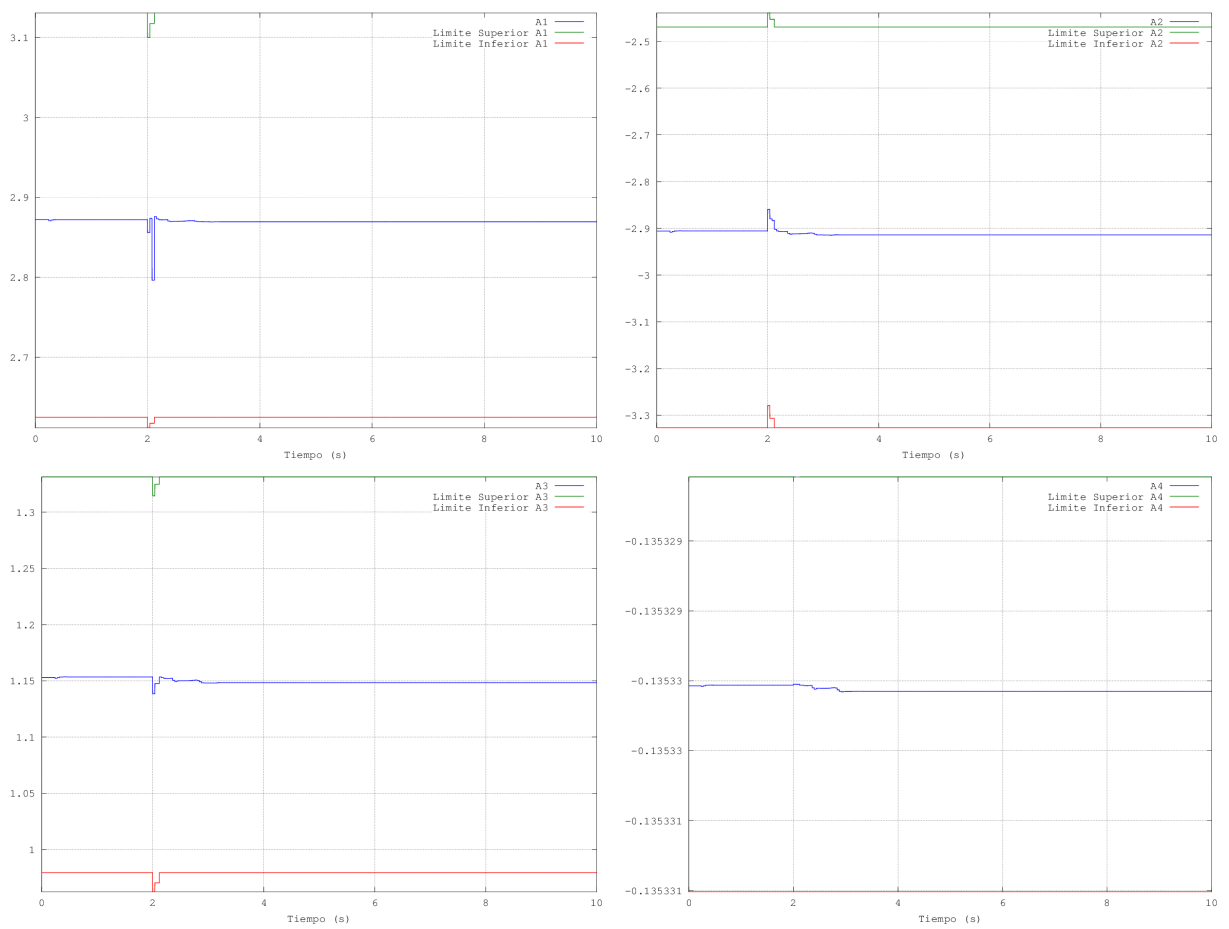 A1
Limite Superior A1
Limite Inferior A1
3.1
3
2.9
2.8
2.7
0 2 4 6 8 10
Tiempo (s)
A2
Limite Superior A2
Limite Inferior A2
-2.5
-2.6
-2.7
-2.8
-2.9
-3
-3.1
-3.2
-3.3
0 2 4 6 8 10
Tiempo (s)
A3
Limite Superior A3
Limite Inferior A3
1.3
1.25
1.2
1.15
1.1
1.05
1
0 2 4 6 8 10
Tiempo (s)
A4
Limite Superior A4
Limite Inferior A4
-0.135329
-0.135329
-0.13533
-0.13533
-0.135331
-0.135331
0 2 4 6 8 10
Tiempo (s)